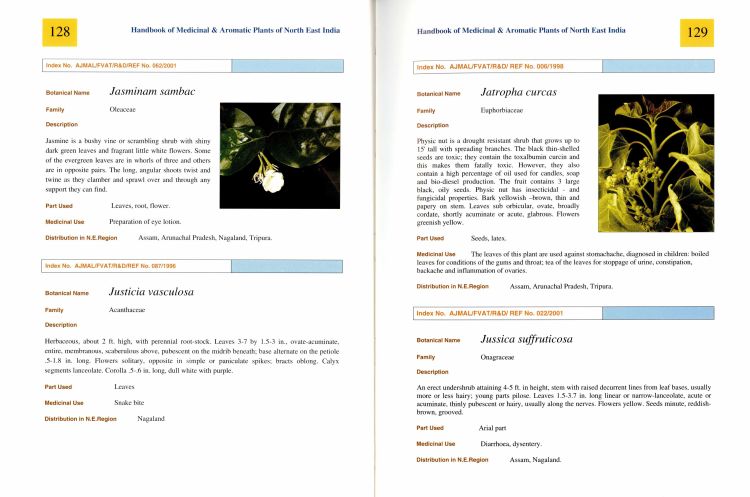 128
Handbook of Medicinal & Aromatic Plants of North East India
Index No. AJMAL/FVAT/R&D/REF No. 062/2001
Botanical Name Jasminam sambac
Family Oleaceae
Description
Jasmine is a bushy vine or scrambling shrub with shiny
dark green leaves and fragrant little white flowers. Some
of the evergreen leaves are in whorls of three and others
are in opposite pairs. The long, angular shoots twist and
twine as they clamber and sprawl over and through any
support they can find.
Part Used Leaves, root, flower.
Medicinal Use Preparation of eye lotion.
Distribution in N.E.Region Assam, Arunachal Pradesh, Nagaland, Tripura.
Index No. AJMAL/FVAT/R&D/REF No. 087/1996
Botanical Name Justicia vasculosa
Family Acanthaceae
Description
Herbaceous, about 2 ft. high, with perennial root-stock. Leaves 3-7 by 1.5-3 in., ovate-acuminate,
entire, membranous, scaberulous above, pubescent on the midrib beneath; base alternate on the petiole
.5-1.8 in. long. Flowers solitary, opposite in simple or paniculate spikes; bracts oblong. Calyx
segments lanceolate. Corolla .5-.6 in. long, dull white with purple.
Part Used Leaves
Medicinal Use Snake bite
Distribution in N.E.Region Nagaland
Handbook of Medicinal & Aromatic Plants of North East India
129
Index No. AJMAL/FVAT/R&D/ REF No. 006/1998
Botanical Name Jatropha curcas
Family Euphorbiaceae
Description
Physic nut is a drought resistant shrub that grows up to
15' tall with spreading branches. The black thin-shelled
seeds are toxic; they contain the toxalbumin curcin and
this makes them fatally toxic. However, they also
contain a high percentage of oil used for candles, soap
and bio-diesel production. The fruit contains 3 large
black, oily seeds. Physic nut has insecticidal - and
fungicidal properties. Bark yellowish –brown, thin and
papery on stem. Leaves sub orbicular, ovate, broadly
cordate, shortly acuminate or acute, glabrous. Flowers
greenish yellow.
Part Used Seeds, latex.
Medicinal Use The leaves of this plant are used against stomachache, diagnosed in children: boiled
leaves for conditions of the gums and throat; tea of the leaves for stoppage of urine, constipation,
backache and inflammation of ovaries.
Distribution in N.E.Region Assam, Arunachal Pradesh, Tripura.
Index No. AJMAL/FVAT/R&D/ REF No. 022/2001
Botanical Name Jussica suffruticosa
Family Onagraceae
Description
An erect undershrub attaining 4-5 ft. in height, stem with raised decurrent lines from leaf bases, usually
more or less hairy; young parts pilose. Leaves 1.5-3.7 in. long linear or narrow-lanceolate, acute or
acuminate, thinly pubescent or hairy, usually along the nerves. Flowers yellow. Seeds minute, reddish-
brown, grooved.
Part Used Arial part
Medicinal Use Diarrhoea, dysentery.
Distribution in N.E.Region Assam, Nagaland.